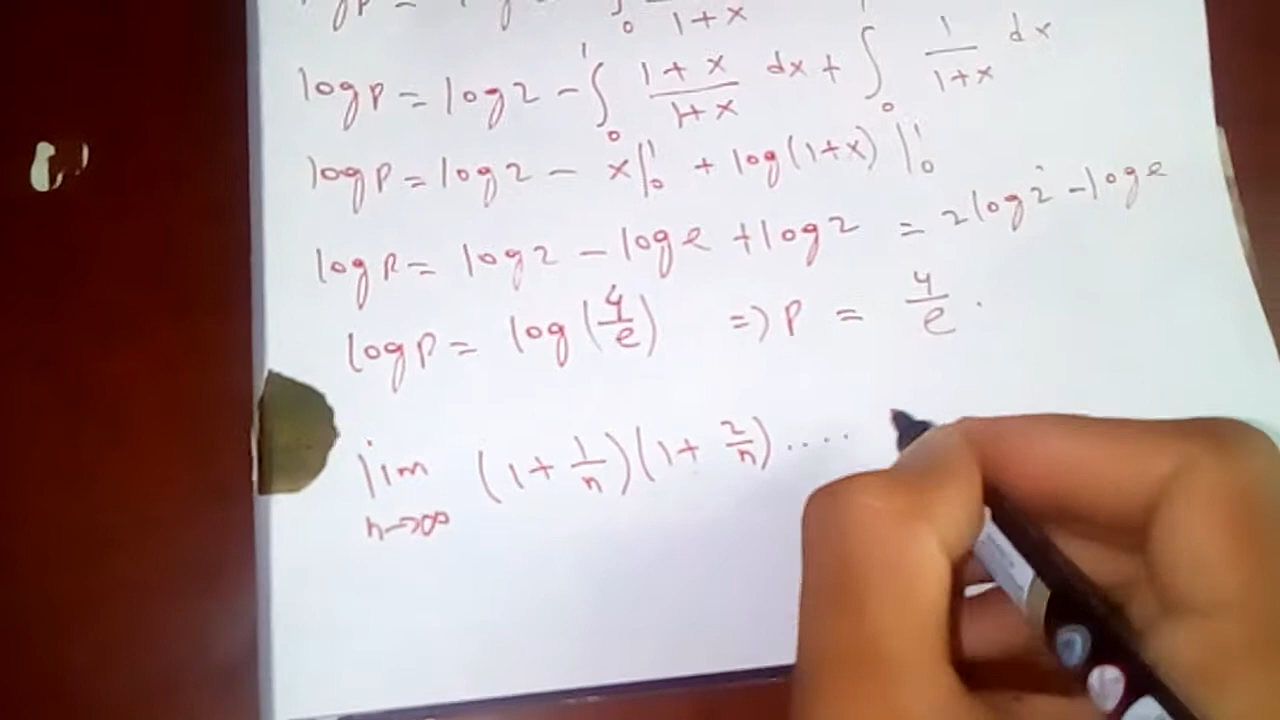 log P = log 2 - ∫₀¹ (1+x)/(1+x) dx + ∫₀ 1/(1+x) dx
log P = log 2 - x|₀¹ + log(1+x)|₀¹
log P = log 2 - log e + log 2 = 2 log 2 - log e
log P = log(4/e) => P = 4/e.
lim n→∞ (1 + 1/n)(1 + 2/n)....